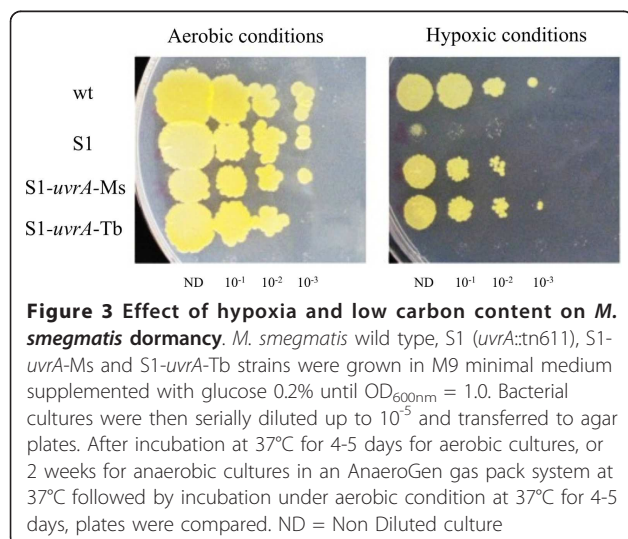 Aerobic conditions
Hypoxic conditions
wt
S1
S1-uvrA-Ms
S1-uvrA-Tb
ND 10⁻¹ 10⁻² 10⁻³
ND 10⁻¹ 10⁻² 10⁻³
Figure 3 Effect of hypoxia and low carbon content on M.
smegmatis dormancy. M. smegmatis wild type, S1 (uvrA::tn611), S1-
uvrA-Ms and S1-uvrA-Tb strains were grown in M9 minimal medium
supplemented with glucose 0.2% until OD₆₀₀ₙₘ = 1.0. Bacterial
cultures were then serially diluted up to 10⁻⁵ and transferred to agar
plates. After incubation at 37°C for 4-5 days for aerobic cultures, or
2 weeks for anaerobic cultures in an AnaeroGen gas pack system at
37°C followed by incubation under aerobic condition at 37°C for 4-5
days, plates were compared. ND = Non Diluted culture